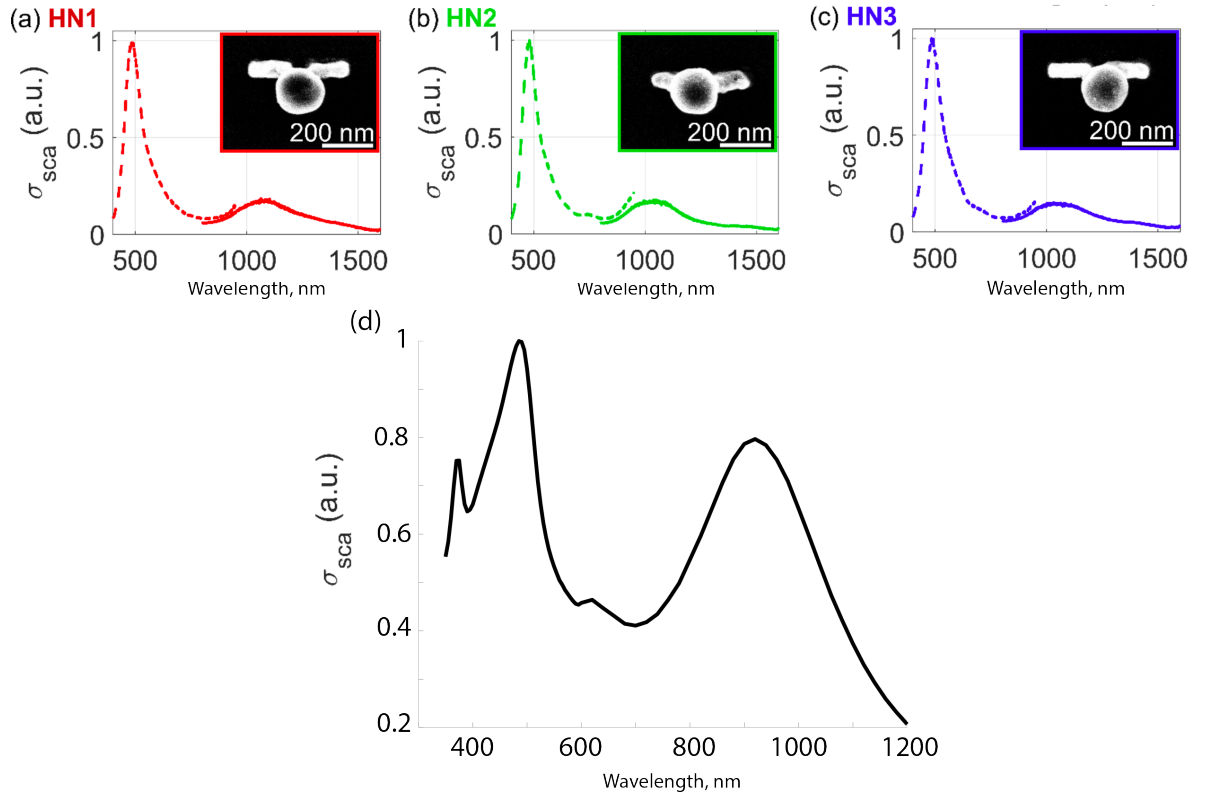 (a) HN1
(b) HN2
(c) HN3
σsca (a.u.)
1
0.5
0
200 nm
500 1000 1500
Wavelength, nm
σsca (a.u.)
1
0.5
0
200 nm
500 1000 1500
Wavelength, nm
σsca (a.u.)
1
0.5
0
200 nm
500 1000 1500
Wavelength, nm
(d)
σsca (a.u.)
1
0.8
0.6
0.4
0.2
400 600 800 1000 1200
Wavelength, nm